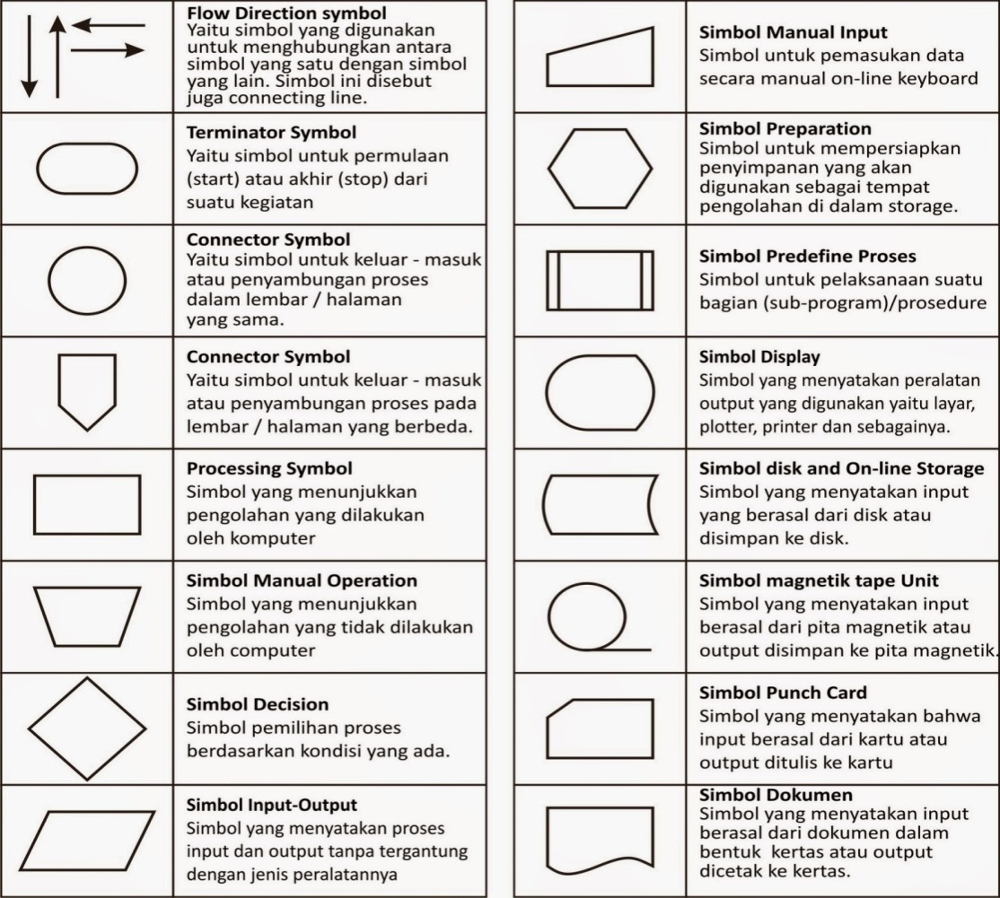 Flow Direction symbol
Yaitu simbol yang digunakan
untuk menghubungkan antara
simbol yang satu dengan simbol
yang lain. Simbol ini disebut
juga connecting line.
Terminator Symbol
Yaitu simbol untuk permulaan
(start) atau akhir (stop) dari
suatu kegiatan
Connector Symbol
Yaitu simbol untuk keluar - masuk
atau penyambungan proses
dalam lembar / halaman
yang sama.
Connector Symbol
Yaitu simbol untuk keluar - masuk
atau penyambungan proses pada
lembar / halaman yang berbeda.
Processing Symbol
Simbol yang menunjukkan
pengolahan yang dilakukan
oleh komputer
Simbol Manual Operation
Simbol yang menunjukkan
pengolahan yang tidak dilakukan
oleh computer
Simbol Decision
Simbol pemilihan proses
berdasarkan kondisi yang ada.
Simbol Input-Output
Simbol yang menyatakan proses
input dan output tanpa tergantung
dengan jenis peralatannya
Simbol Manual Input
Simbol untuk pemasukan data
secara manual on-line keyboard
Simbol Preparation
Simbol untuk mempersiapkan
penyimpanan yang akan
digunakan sebagai tempat
pengolahan di dalam storage.
Simbol Predefine Proses
Simbol untuk pelaksanaan suatu
bagian (sub-program)/prosedure
Simbol Display
Simbol yang menyatakan peralatan
output yang digunakan yaitu layar,
plotter, printer dan sebagainya.
Simbol disk and On-line Storage
Simbol yang menyatakan input
yang berasal dari disk atau
disimpan ke disk.
Simbol magnetik tape Unit
Simbol yang menyatakan input
berasal dari pita magnetik atau
output disimpan ke pita magnetik.
Simbol Punch Card
Simbol yang menyatakan bahwa
input berasal dari kartu atau
output ditulis ke kartu
Simbol Dokumen
Simbol yang menyatakan input
berasal dari dokumen dalam
bentuk kertas atau output
dicetak ke kertas.